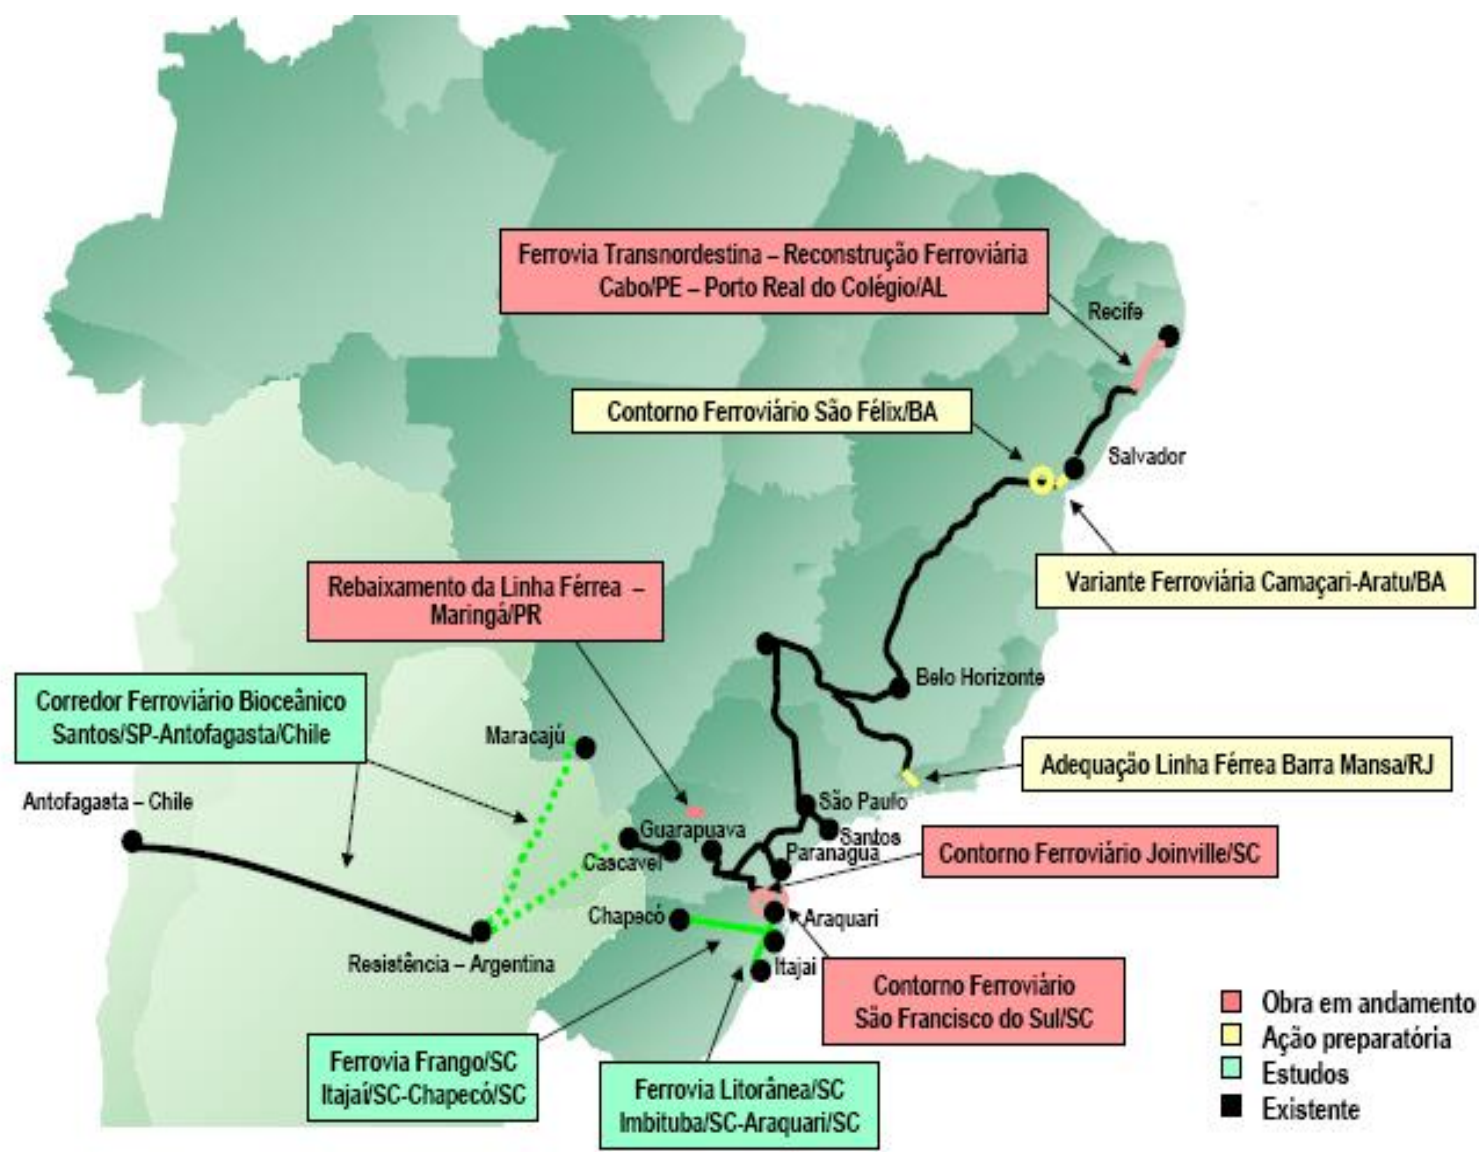 Ferrovia Transnordestina – Reconstrução Ferroviária
Cabo/PE – Porto Real do Colégio/AL
Recife
Contorno Ferroviário São Félix/BA
Salvador
Variante Ferroviária Camaçari-Aratu/BA
Rebaixamento da Linha Férrea –
Maringá/PR
Corredor Ferroviário Bioceânico
Santos/SP-Antofagasta/Chile
Belo Horizonte
Maracajú
Adequação Linha Férrea Barra Mansa/RJ
Antofagasta – Chile
São Paulo
Guarapuava
Santos
Cascavel
Paranagua
Contorno Ferroviário Joinville/SC
Chapecó
Araquari
Resistência – Argentina
Itajaí
Contorno Ferroviário
São Francisco do Sul/SC
Ferrovia Frango/SC
Itajaí/SC-Chapecó/SC
Ferrovia Litorânea/SC
Imbituba/SC-Araquari/SC
Obra em andamento
Ação preparatória
Estudos
Existente